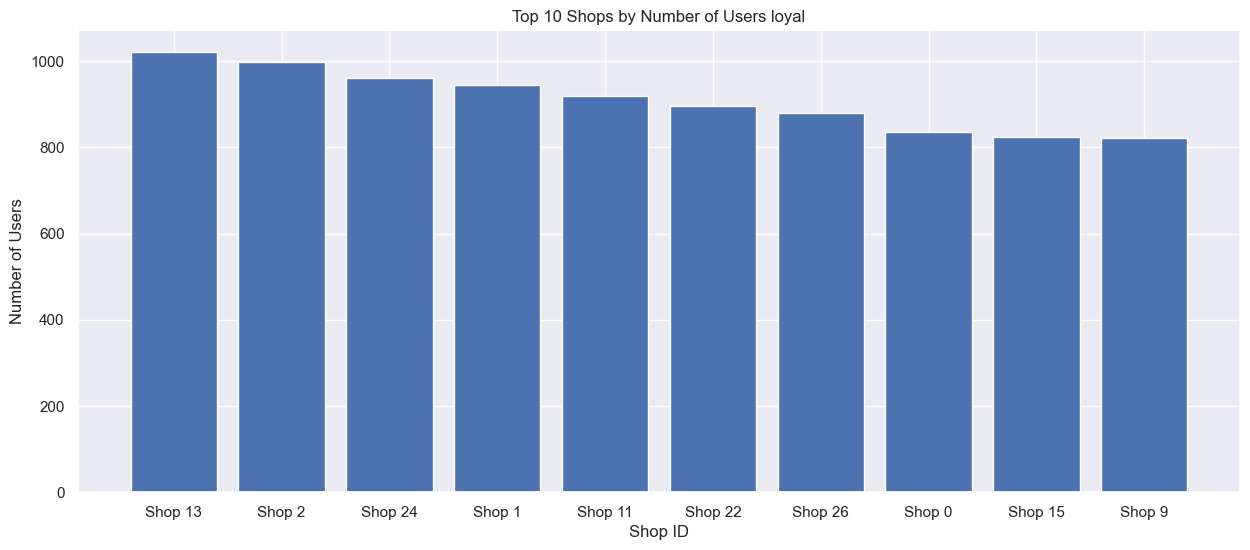 Top 10 Shops by Number of Users loyal
Number of Users
1000
800
600
400
200
0
Shop 13 Shop 2 Shop 24 Shop 1 Shop 11 Shop 22 Shop 26 Shop 0 Shop 15 Shop 9
Shop ID